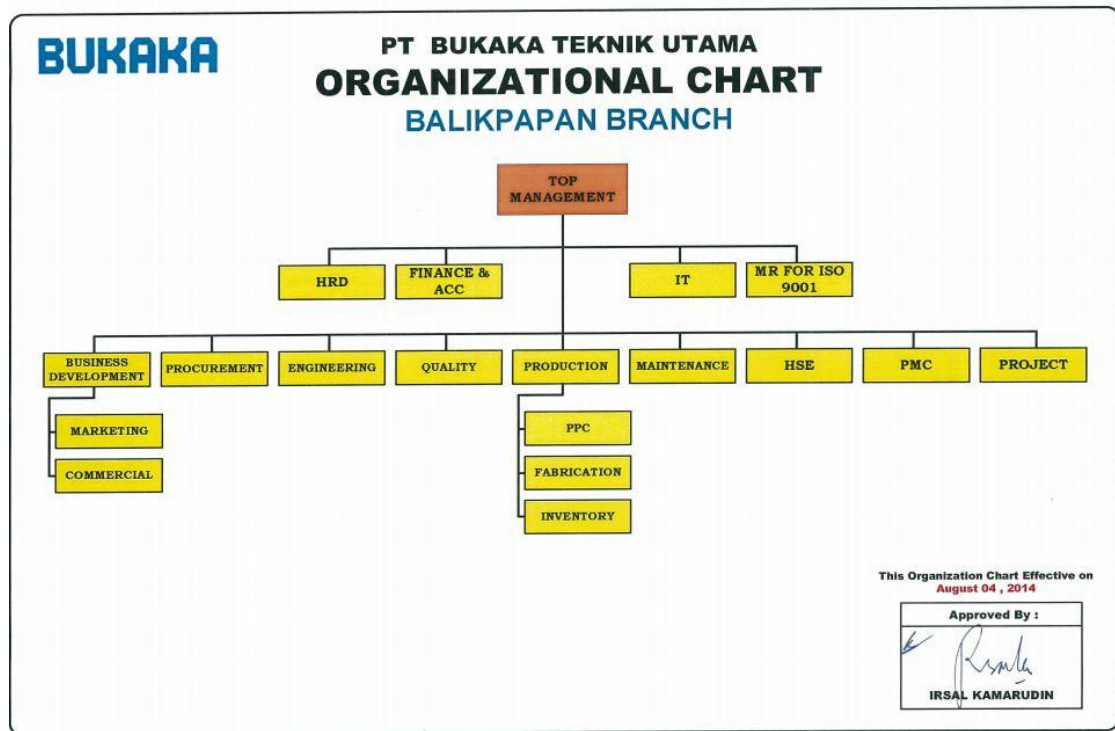 BUKAKA
PT BUKAKA TEKNIK UTAMA
ORGANIZATIONAL CHART
BALIKPAPAN BRANCH
TOP
MANAGEMENT
HRD
FINANCE &
ACC
IT
MR FOR ISO
9001
BUSINESS
DEVELOPMENT
PROCUREMENT
ENGINEERING
QUALITY
PRODUCTION
MAINTENANCE
HSE
PMC
PROJECT
MARKETING
COMMERCIAL
PPC
FABRICATION
INVENTORY
This Organization Chart Effective on
August 04 , 2014
Approved By :
IRSAL KAMARUDIN